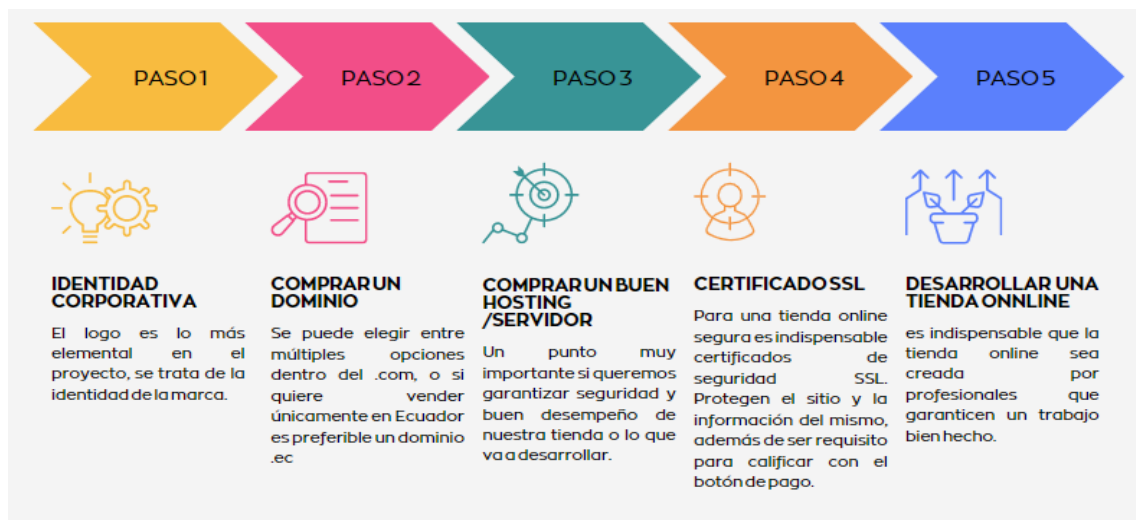 PASO 1
PASO 2
PASO 3
PASO 4
PASO 5
IDENTIDAD
CORPORATIVA
El logo es lo más
elemental en el
proyecto, se trata de la
identidad de la marca.
COMPRAR UN
DOMINIO
Se puede elegir entre
múltiples opciones
dentro del .com, o si
quiere vender
únicamente en Ecuador
es preferible un dominio
.ec
COMPRAR UN BUEN
HOSTING
/SERVIDOR
Un punto muy
importante si queremos
garantizar seguridad y
buen desempeño de
nuestra tienda o lo que
va a desarrollar.
CERTIFICADO SSL
Para una tienda online
segura es indispensable
certificados de
seguridad SSL.
Protegen el sitio y la
información del mismo,
además de ser requisito
para calificar con el
botón de pago.
DESARROLLAR UNA
TIENDA ONNLINE
es indispensable que la
tienda online sea
creada por
profesionales que
garanticen un trabajo
bien hecho.